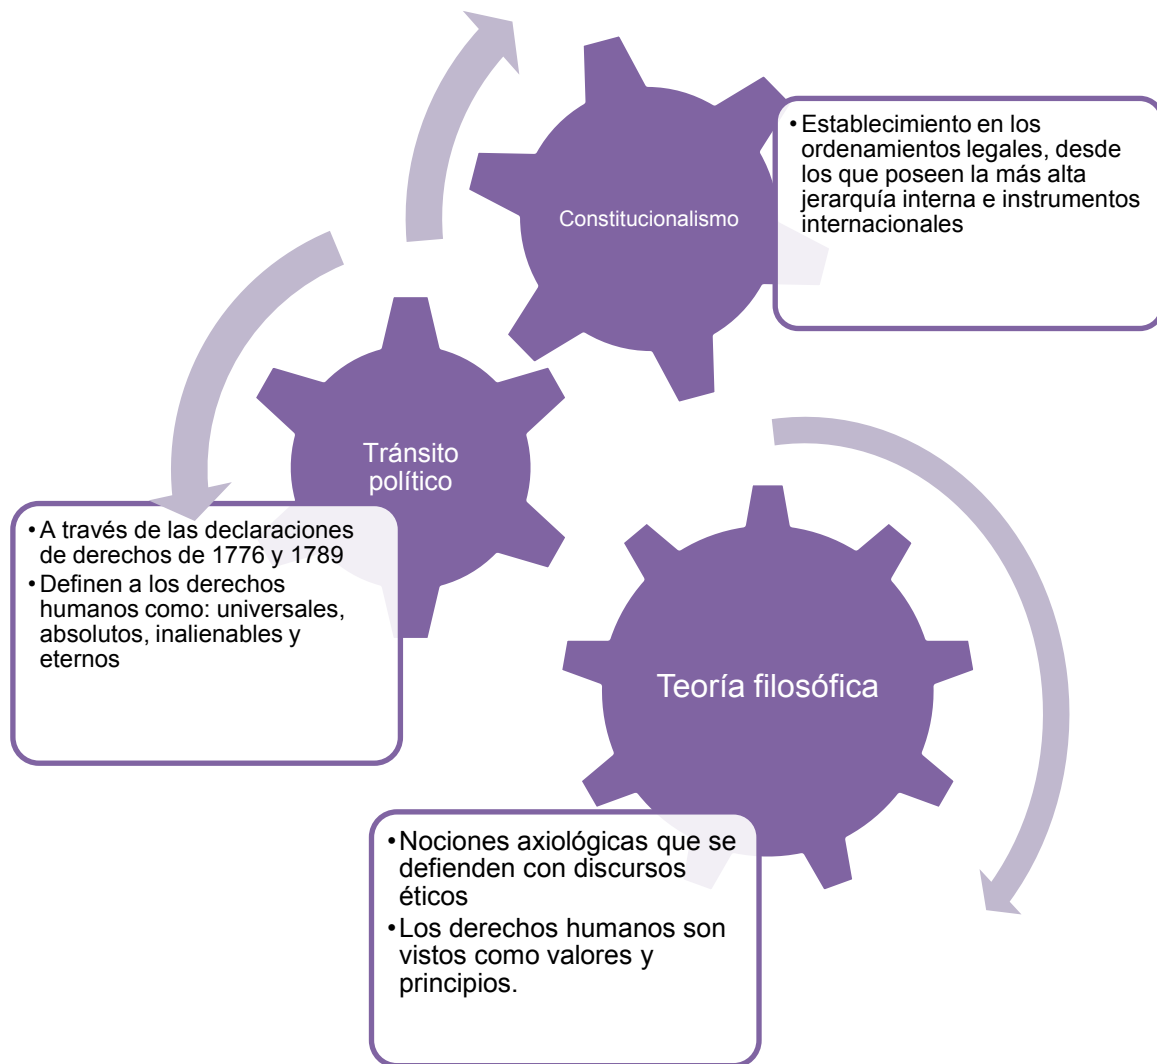 Constitucionalismo
•Establecimiento en los
ordenamientos legales, desde
los que poseen la más alta
jerarquía interna e instrumentos
internacionales
Tránsito
político
•A través de las declaraciones
de derechos de 1776 y 1789
•Definen a los derechos
humanos como: universales,
absolutos, inalienables y
eternos
Teoría filosófica
•Nociones axiológicas que se
defienden con discursos
éticos
•Los derechos humanos son
vistos como valores y
principios.